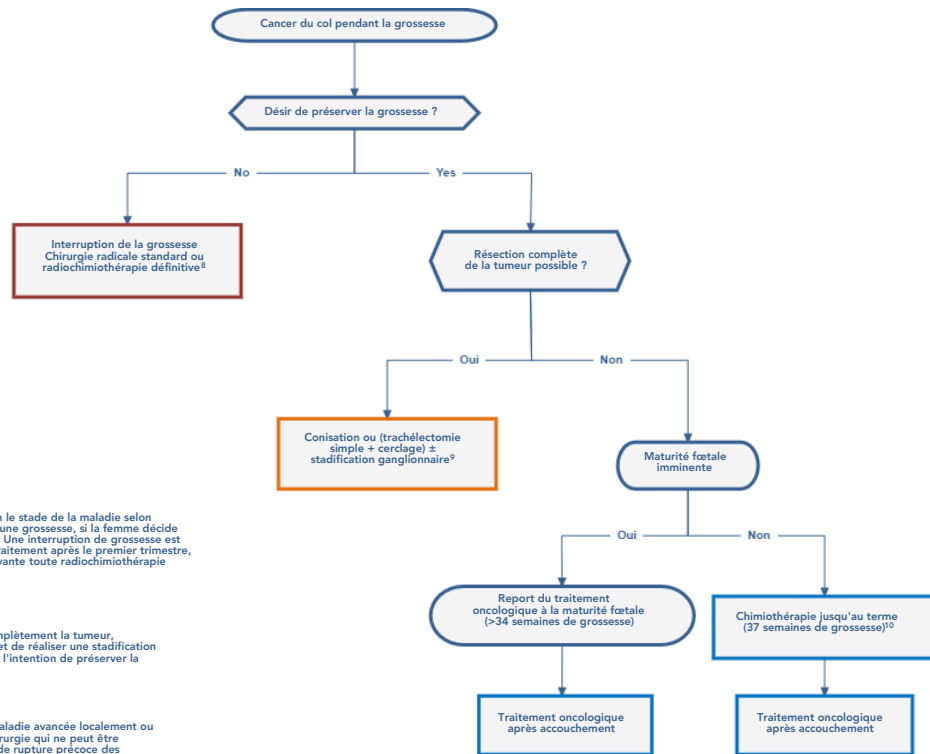 Cancer du col pendant la grossesse
Désir de préserver la grossesse ?
No
Yes
Interruption de la grossesse
Chirurgie radicale standard ou
radiochimiothérapie définitive⁸
Résection complète
de la tumeur possible ?
Oui
Non
Conisation ou (trachélectomie
simple + cerclage) ±
stadification ganglionnaire⁹
Maturité fœtale
imminente
Oui
Non
Report du traitement
oncologique à la maturité fœtale
(>34 semaines de grossesse)
Chimiothérapie jusqu'au terme
(37 semaines de grossesse)¹⁰
Traitement oncologique
après accouchement
Traitement oncologique
après accouchement
le stade de la maladie selon
une grossesse, si la femme décide
Une interruption de grossesse est
raitement après le premier trimestre,
vante toute radiochimiothérapie
mplètement la tumeur,
et de réaliser une stadification
l'intention de préserver la
aladie avancée localement ou
rurgie qui ne peut être
de rupture précoce des